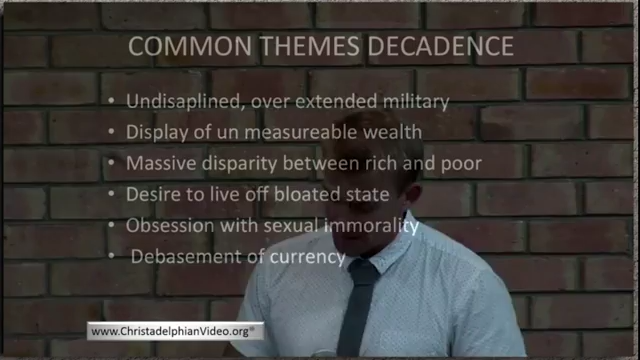 COMMON THEMES DECADENCE
• Undisaplined, over extended military
• Display of un measureable wealth
• Massive disparity between rich and poor
• Desire to live off bloated state
• Obsession with sexual immorality
• Debasement of currency
www.ChristadelphianVideo.org®